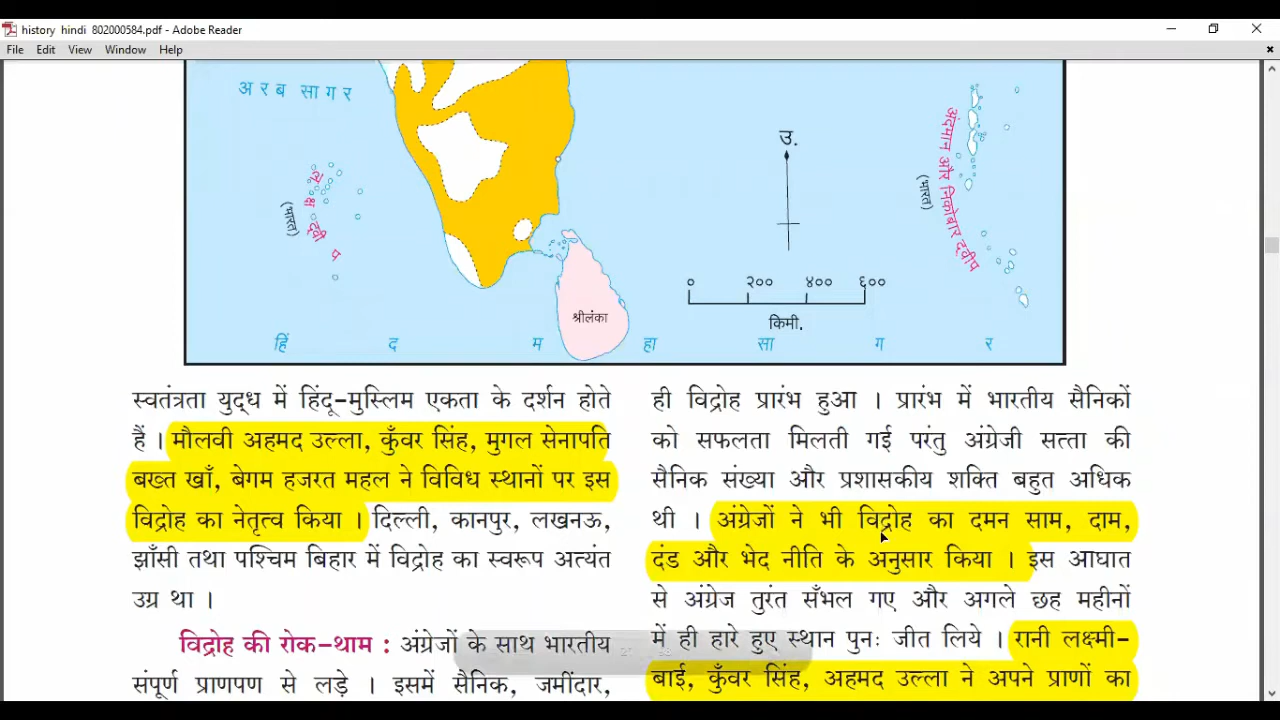 history hindi 802000584.pdf - Adobe Reader
File Edit View Window Help
अरब सागर
लक्षद्वीप
(भारत)
उ.
अंदमान और निकोबार द्वीप
(भारत)
० २०० ४०० ६००
किमी.
श्रीलंका
हिं द म हा सा ग र
स्वतंत्रता युद्ध में हिंदू-मुस्लिम एकता के दर्शन होते
हैं । मौलवी अहमद उल्ला, कुँवर सिंह, मुगल सेनापति
बख्त खाँ, बेगम हजरत महल ने विविध स्थानों पर इस
विद्रोह का नेतृत्व किया । दिल्ली, कानपुर, लखनऊ,
झाँसी तथा पश्चिम बिहार में विद्रोह का स्वरूप अत्यंत
उग्र था ।
विद्रोह की रोक-थाम : अंग्रेजों के साथ भारतीय
संपूर्ण प्राणपण से लड़े । इसमें सैनिक, जमींदार,
ही विद्रोह प्रारंभ हुआ । प्रारंभ में भारतीय सैनिकों
को सफलता मिलती गई परंतु अंग्रेजी सत्ता की
सैनिक संख्या और प्रशासकीय शक्ति बहुत अधिक
थी । अंग्रेजों ने भी विद्रोह का दमन साम, दाम,
दंड और भेद नीति के अनुसार किया । इस आघात
से अंग्रेज तुरंत सँभल गए और अगले छह महीनों
में ही हारे हुए स्थान पुनः जीत लिये । रानी लक्ष्मी-
बाई, कुँवर सिंह, अहमद उल्ला ने अपने प्राणों का